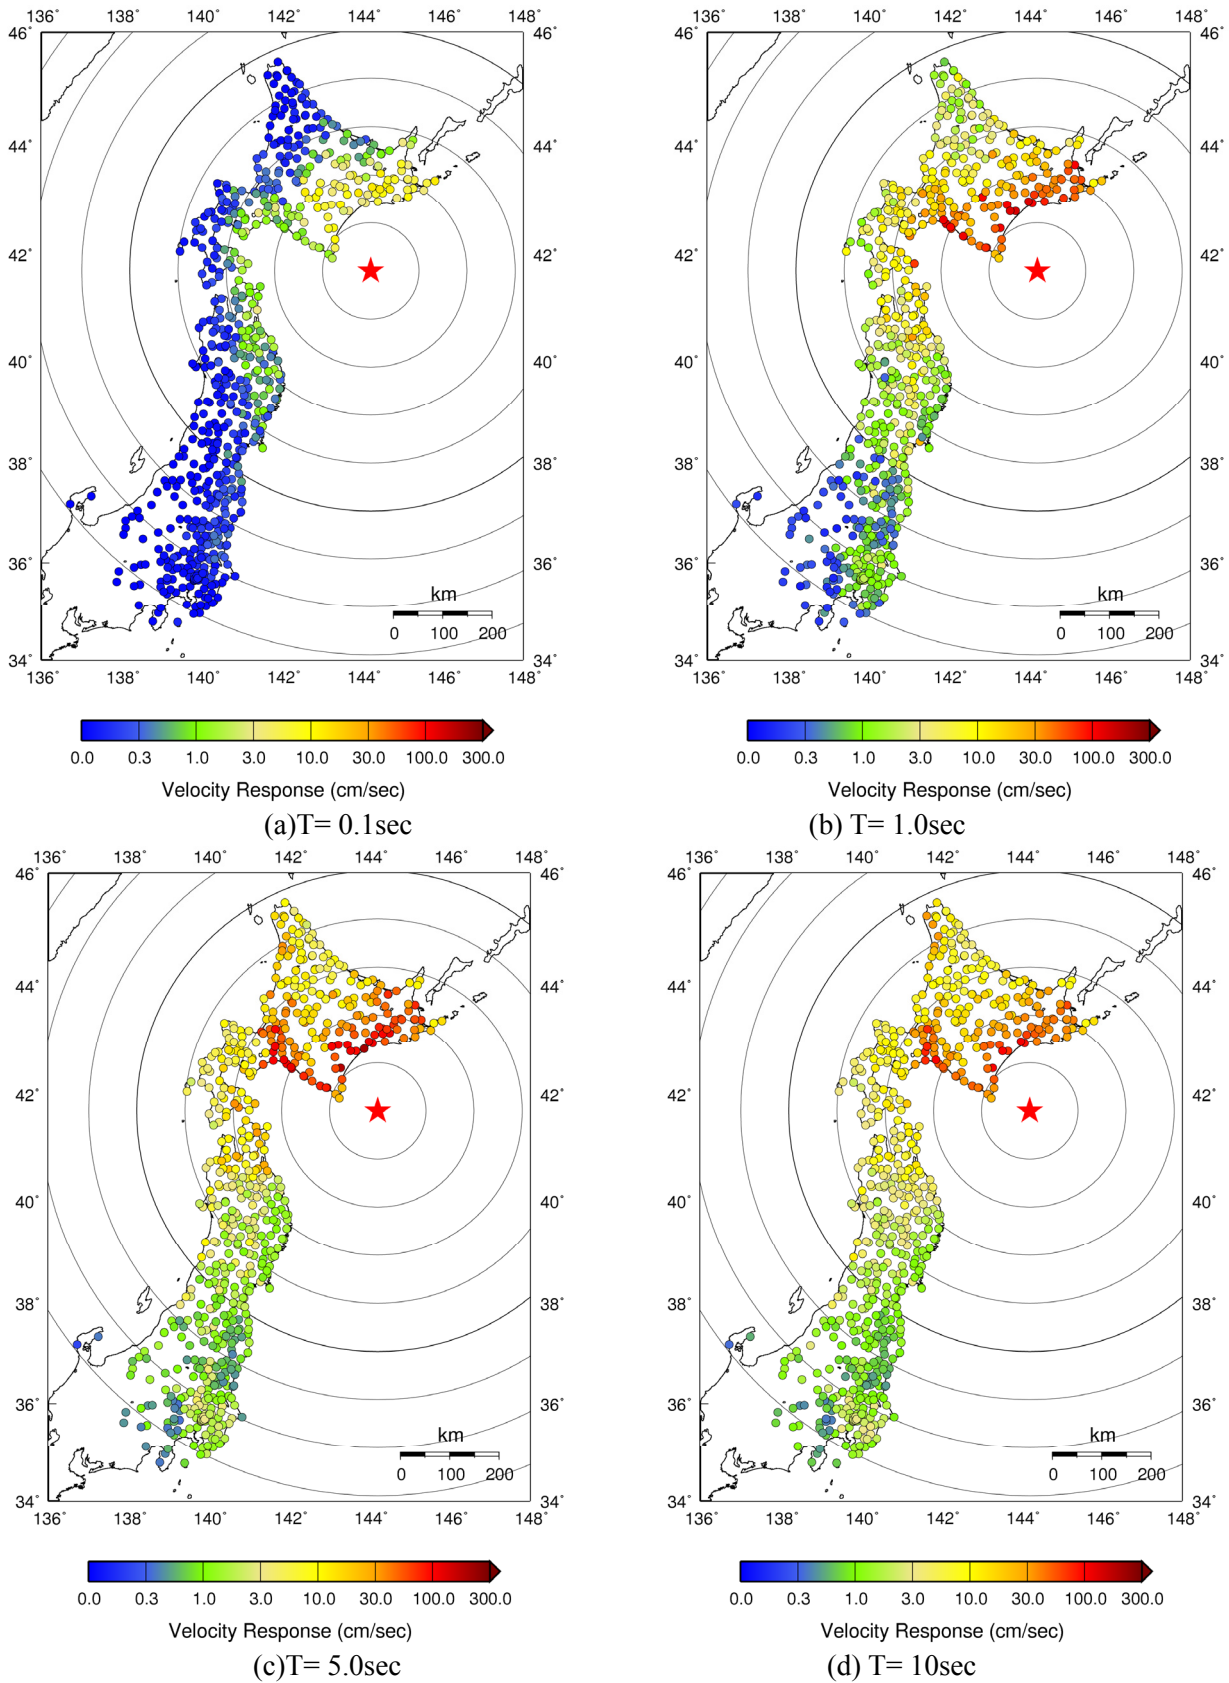 136˚ 138˚ 140˚ 142˚ 144˚ 146˚ 148˚
46˚ 46˚
44˚ 44˚
42˚ 42˚
40˚ 40˚
38˚ 38˚
36˚ 36˚
34˚ 34˚
km
0 100 200
136˚ 138˚ 140˚ 142˚ 144˚ 146˚ 148˚
0.0 0.3 1.0 3.0 10.0 30.0 100.0 300.0
Velocity Response (cm/sec)
(a)T= 0.1sec
136˚ 138˚ 140˚ 142˚ 144˚ 146˚ 148˚
46˚ 46˚
44˚ 44˚
42˚ 42˚
40˚ 40˚
38˚ 38˚
36˚ 36˚
34˚ 34˚
km
0 100 200
136˚ 138˚ 140˚ 142˚ 144˚ 146˚ 148˚
0.0 0.3 1.0 3.0 10.0 30.0 100.0 300.0
Velocity Response (cm/sec)
(b) T= 1.0sec
136˚ 138˚ 140˚ 142˚ 144˚ 146˚ 148˚
46˚ 46˚
44˚ 44˚
42˚ 42˚
40˚ 40˚
38˚ 38˚
36˚ 36˚
34˚ 34˚
km
0 100 200
136˚ 138˚ 140˚ 142˚ 144˚ 146˚ 148˚
0.0 0.3 1.0 3.0 10.0 30.0 100.0 300.0
Velocity Response (cm/sec)
(c)T= 5.0sec
136˚ 138˚ 140˚ 142˚ 144˚ 146˚ 148˚
46˚ 46˚
44˚ 44˚
42˚ 42˚
40˚ 40˚
38˚ 38˚
36˚ 36˚
34˚ 34˚
km
0 100 200
136˚ 138˚ 140˚ 142˚ 144˚ 146˚ 148˚
0.0 0.3 1.0 3.0 10.0 30.0 100.0 300.0
Velocity Response (cm/sec)
(d) T= 10sec